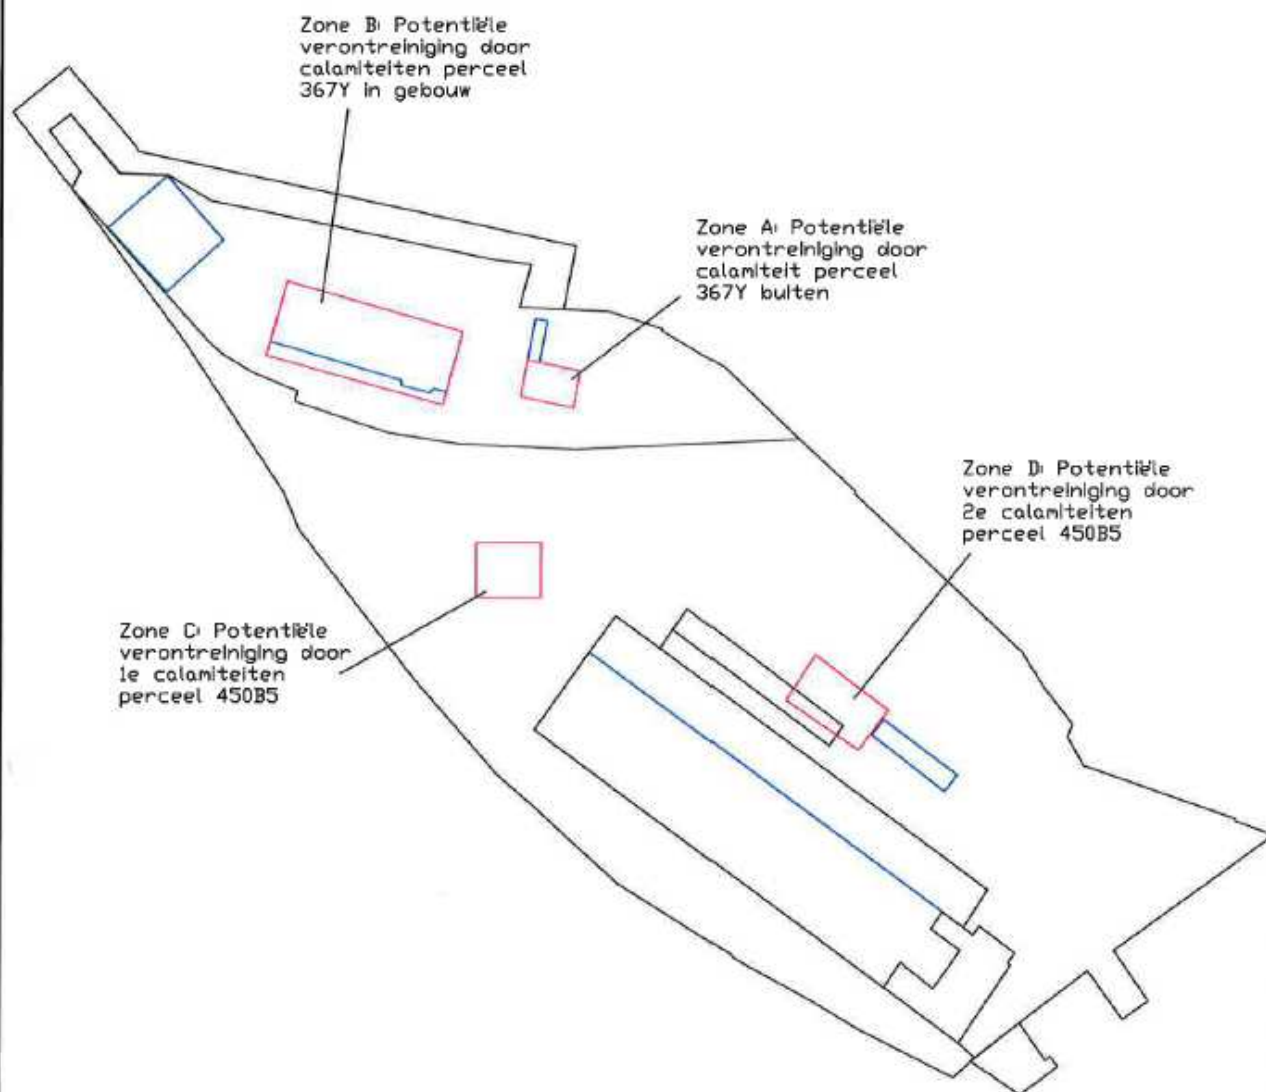 Zone B: Potentiële
verontreiniging door
calamiteiten perceel
367Y in gebouw
Zone A: Potentiële
verontreiniging door
calamiteit perceel
367Y buiten
Zone D: Potentiële
verontreiniging door
2e calamiteiten
perceel 450B5
Zone C: Potentiële
verontreiniging door
1e calamiteiten
perceel 450B5